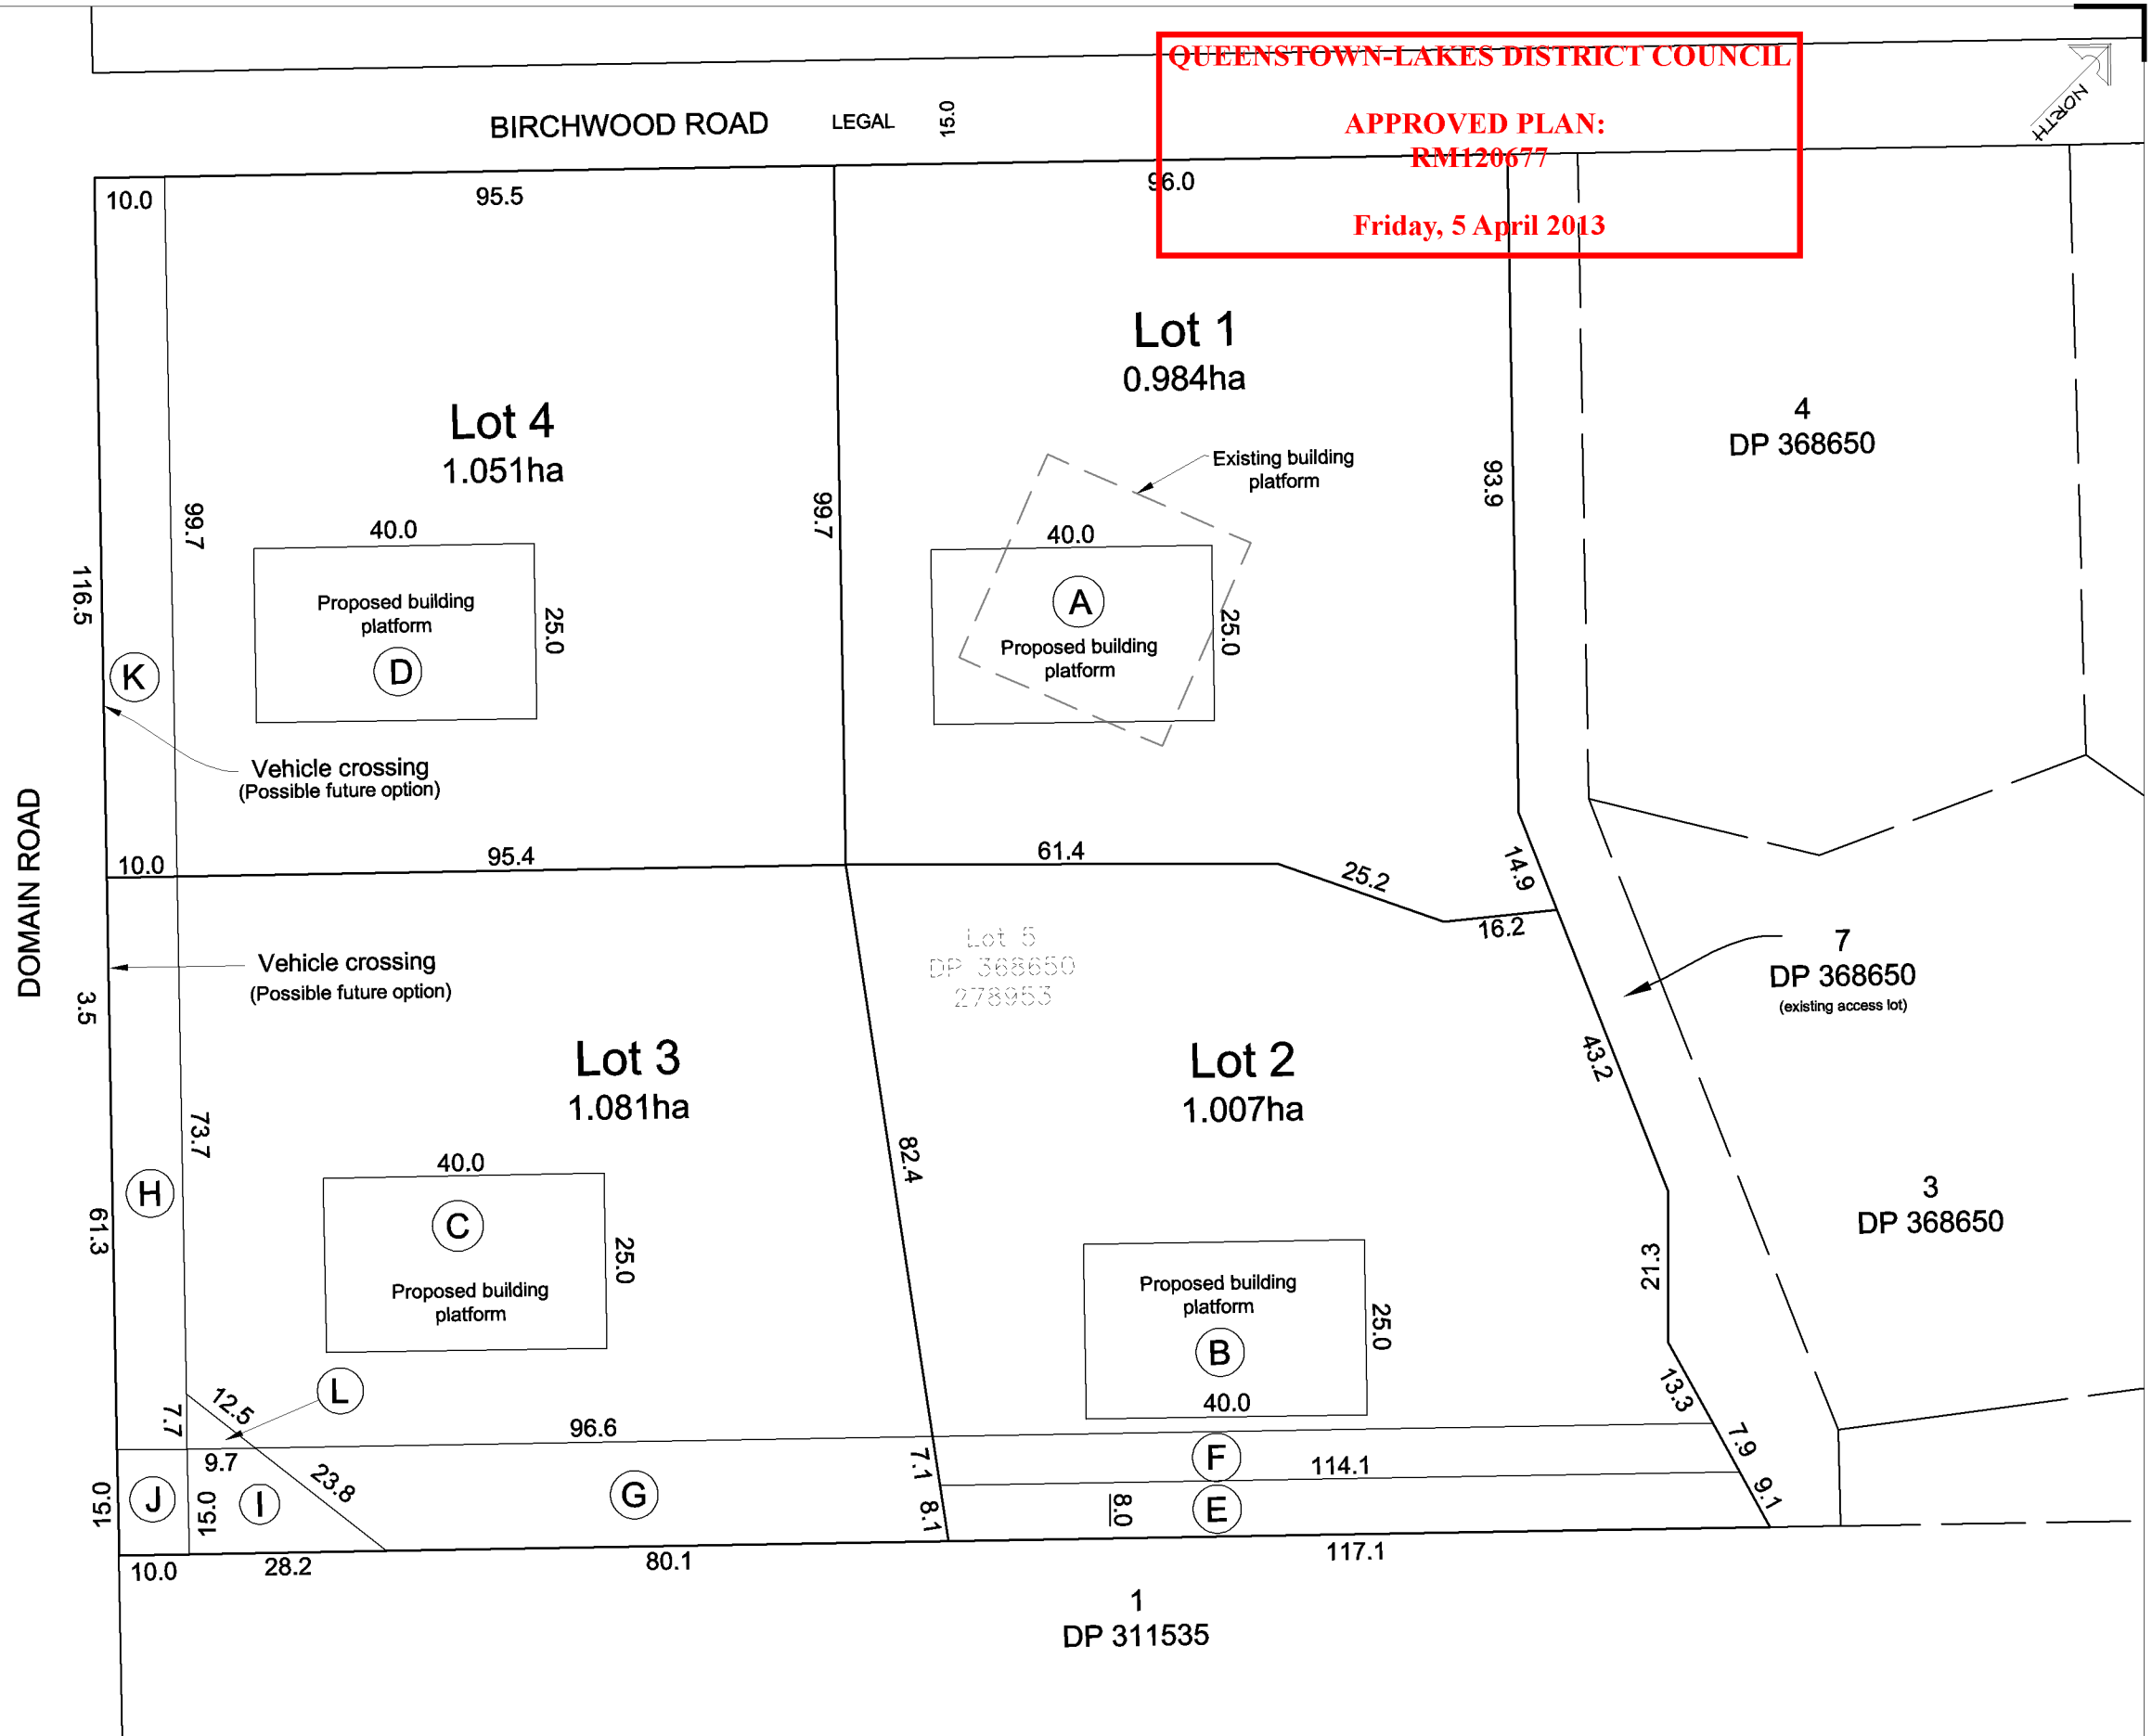 QUEENSTOWN-LAKES DISTRICT COUNCIL
APPROVED PLAN:
RM120677
Friday, 5 April 2013
NORTH
BIRCHWOOD ROAD
LEGAL
15.0
10.0
95.5
96.0
Lot 4
1.051ha
Lot 1
0.984ha
4
DP 368650
Existing building
platform
99.7
99.7
93.9
116.5
40.0
Proposed building
platform
D
25.0
40.0
A
Proposed building
platform
25.0
K
Vehicle crossing
(Possible future option)
DOMAIN ROAD
10.0
95.4
61.4
25.2
14.9
16.2
Vehicle crossing
(Possible future option)
Lot 5
DP 368650
278953
7
DP 368650
(existing access lot)
3.5
43.2
Lot 3
1.081ha
Lot 2
1.007ha
73.7
82.4
H
61.3
40.0
C
Proposed building
platform
25.0
3
DP 368650
21.3
Proposed building
platform
B
40.0
25.0
13.3
L
12.5
7.7
96.6
9.7
23.8
7.1
F
114.1
7.9
15.0
J
15.0
I
G
8.1
8.0
E
9.1
10.0
28.2
80.1
117.1
1
DP 311535